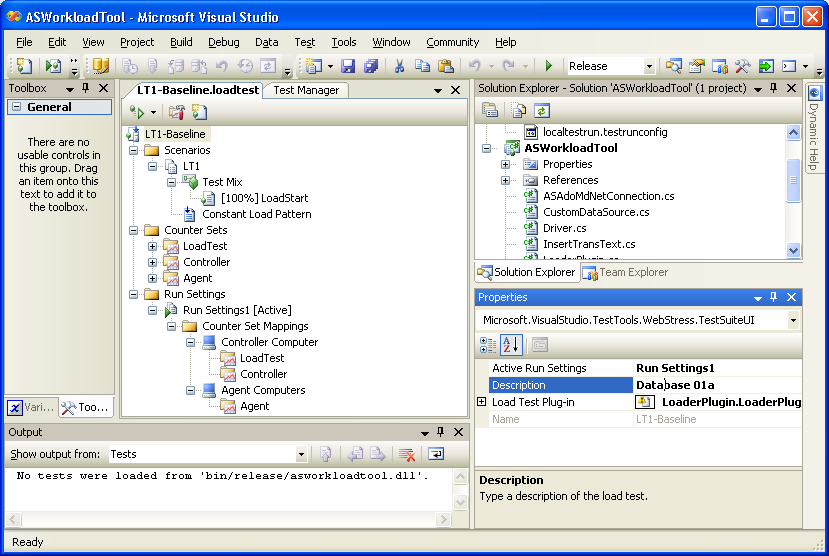 ASWorkloadTool - Microsoft Visual Studio
File Edit View Project Build Debug Data Test Tools Window Community Help
Release
Toolbox
General
There are no
usable controls in
this group. Drag
an item onto this
text to add it to
the toolbox.
Vari... Too...
LT1-Baseline.loadtest Test Manager
LT1-Baseline
Scenarios
LT1
Test Mix
[100%] LoadStart
Constant Load Pattern
Counter Sets
LoadTest
Controller
Agent
Run Settings
Run Settings1 [Active]
Counter Set Mappings
Controller Computer
LoadTest
Controller
Agent Computers
Agent
Solution Explorer - Solution 'ASWorkloadTool' (1 project)
localtestrun.testrunconfig
ASWorkloadTool
Properties
References
ASAdoMdNetConnection.cs
CustomDataSource.cs
Driver.cs
InsertTransText.cs
LoaderPlugin.cs
Solution Explorer Team Explorer
Dynamic Help
Properties
Microsoft.VisualStudio.TestTools.WebStress.TestSuiteUI
Active Run Settings Run Settings1
Description Database 01a
Load Test Plug-in LoaderPlugin.LoaderPlug
Name LT1-Baseline
Description
Type a description of the load test.
Output
Show output from: Tests
No tests were loaded from 'bin/release/asworkloadtool.dll'.
Ready